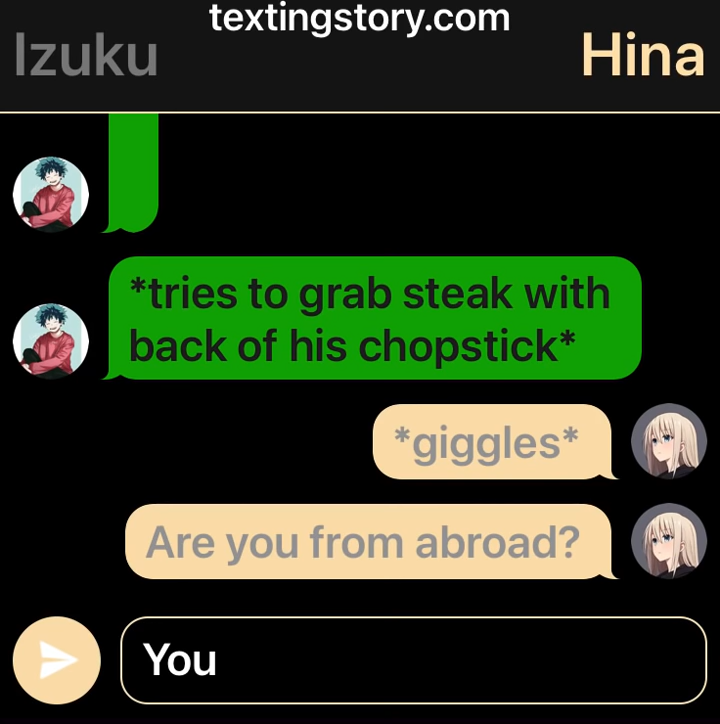 textingstory.com
Izuku
Hina
*tries to grab steak with
back of his chopstick*
*giggles*
Are you from abroad?
You